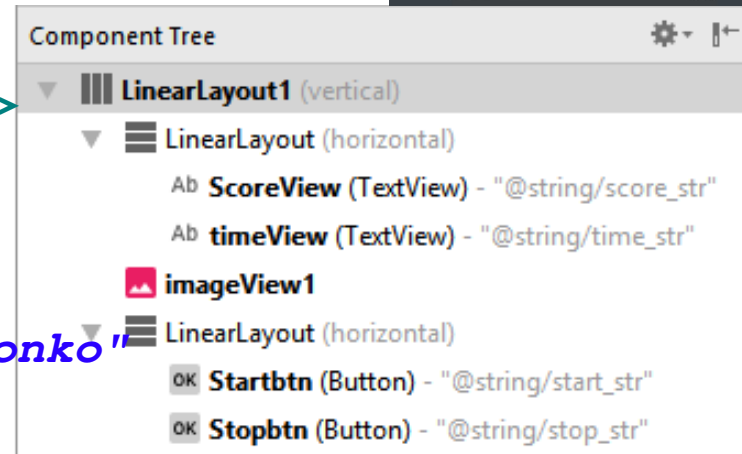 Component Tree
LinearLayout1 (vertical)
LinearLayout (horizontal)
Ab ScoreView (TextView) - "@string/score_str"
Ab timeView (TextView) - "@string/time_str"
imageView1
onko" LinearLayout (horizontal)
OK Startbtn (Button) - "@string/start_str"
OK Stopbtn (Button) - "@string/stop_str"